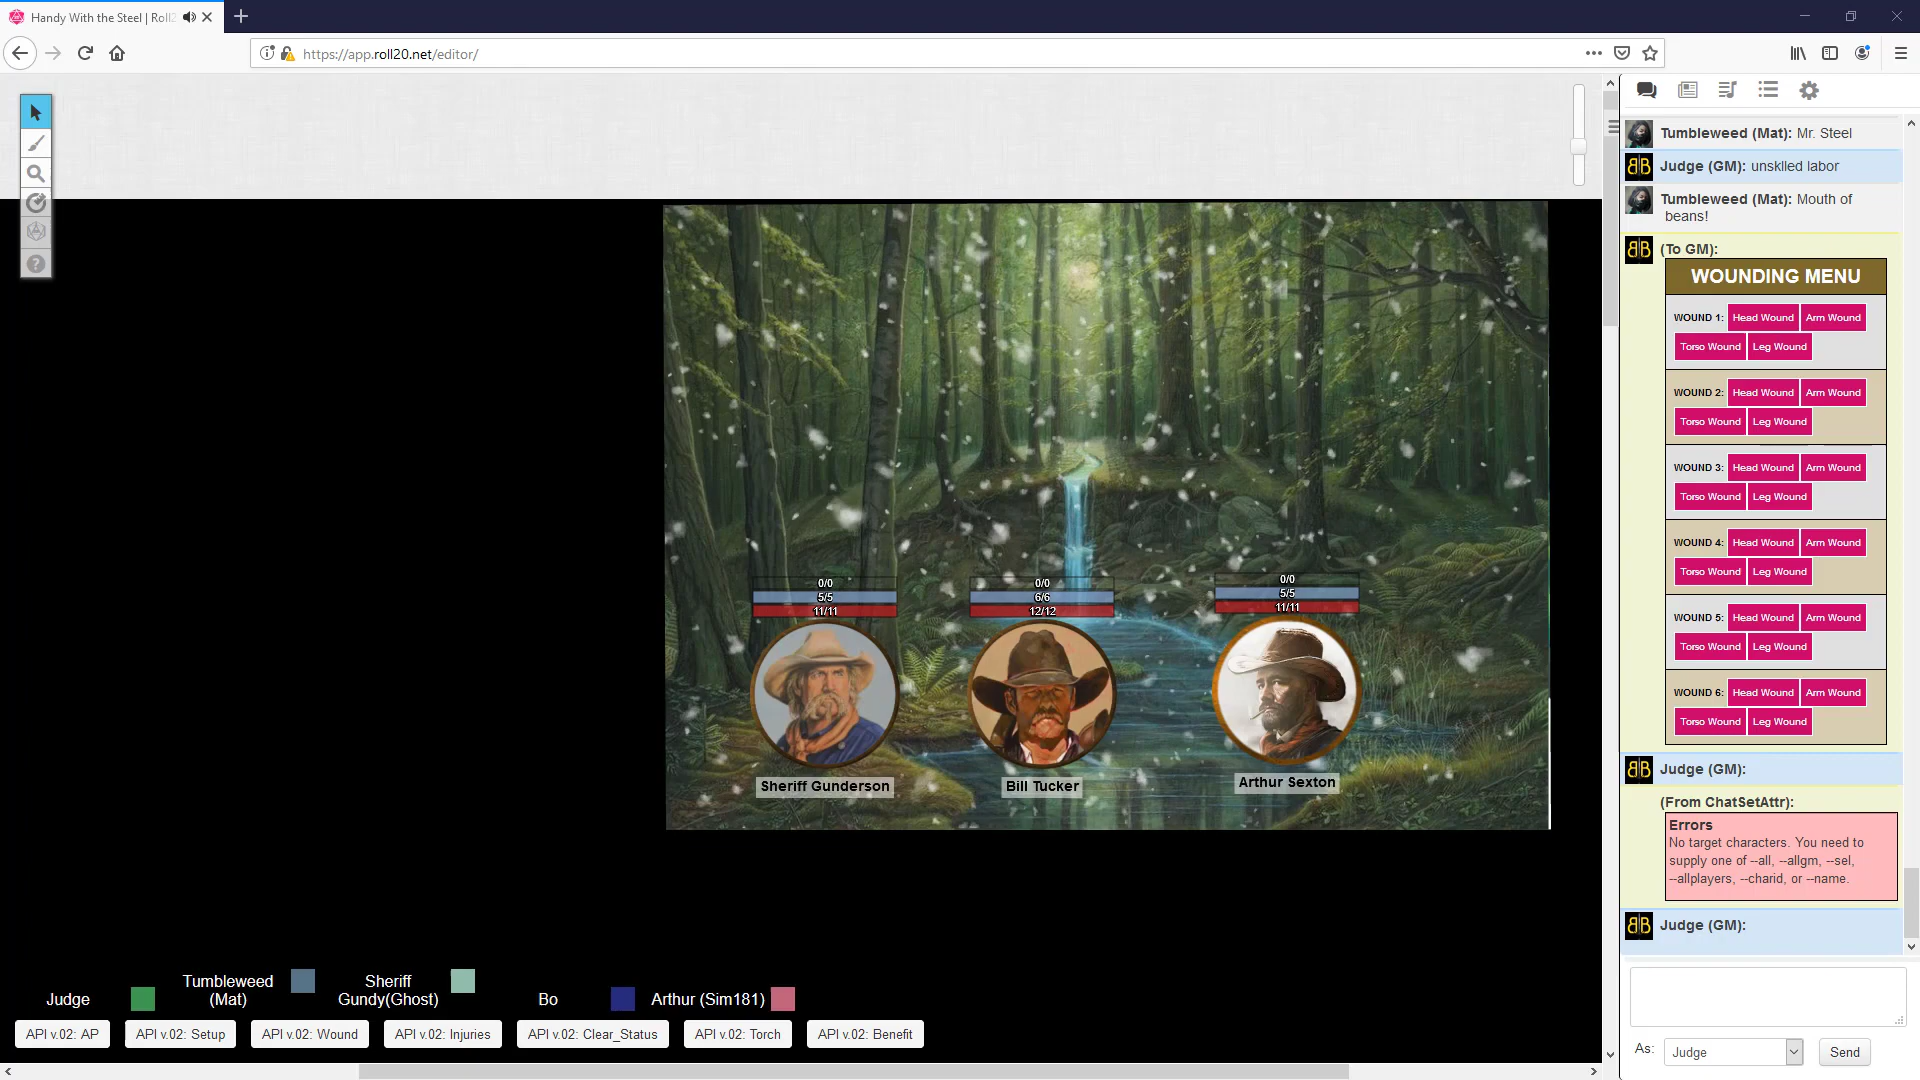 Handy With the Steel | Roll2
https://app.roll20.net/editor/
Tumbleweed (Mat): Mr. Steel
Judge (GM): unsklled labor
Tumbleweed (Mat): Mouth of
beans!
(To GM):
WOUNDING MENU
WOUND 1: Head Wound Arm Wound
Torso Wound Leg Wound
WOUND 2: Head Wound Arm Wound
Torso Wound Leg Wound
WOUND 3: Head Wound Arm Wound
Torso Wound Leg Wound
WOUND 4: Head Wound Arm Wound
Torso Wound Leg Wound
WOUND 5: Head Wound Arm Wound
Torso Wound Leg Wound
WOUND 6: Head Wound Arm Wound
Torso Wound Leg Wound
Judge (GM):
(From ChatSetAttr):
Errors
No target characters. You need to
supply one of --all, --allgm, --sel,
--allplayers, --charid, or --name.
Judge (GM):
As: Judge Send
0/0
5/5
11/11
Sheriff Gunderson
0/0
6/6
12/12
Bill Tucker
0/0
5/5
11/11
Arthur Sexton
Judge
Tumbleweed
(Mat)
Sheriff
Gundy(Ghost)
Bo
Arthur (Sim181)
API v.02: AP API v.02: Setup API v.02: Wound API v.02: Injuries API v.02: Clear_Status API v.02: Torch API v.02: Benefit